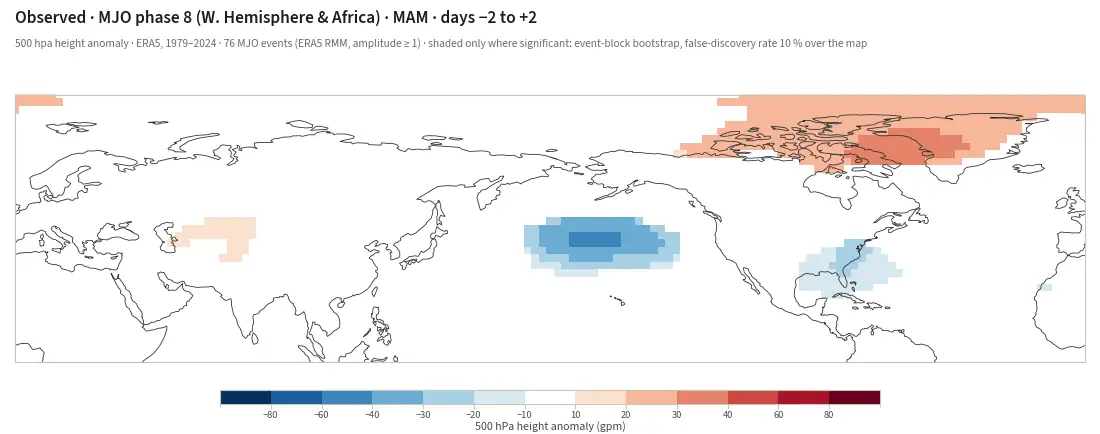 Observed · MJO phase 8 (W. Hemisphere & Africa) · MAM · days −2 to +2
500 hpa height anomaly · ERA5, 1979–2024 · 76 MJO events (ERA5 RMM, amplitude ≥ 1) · shaded only where significant: event-block bootstrap, false-discovery rate 10 % over the map
−80 −60 −40 −30 −20 −10 10 20 30 40 60 80
500 hPa height anomaly (gpm)